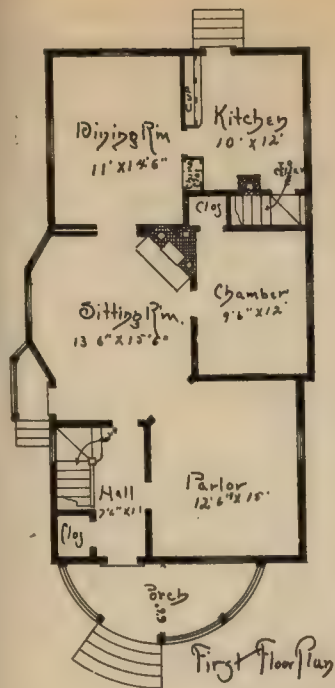 Dining Rm
11' x 14'6"
Kitchen
10' x 12'
Clos
Chamber
9'6" x 12'
Sitting Rm.
13'6" x 15'6"
Parlor
12'6" x 15'
Hall
Clos
Porch
First Floor Plan